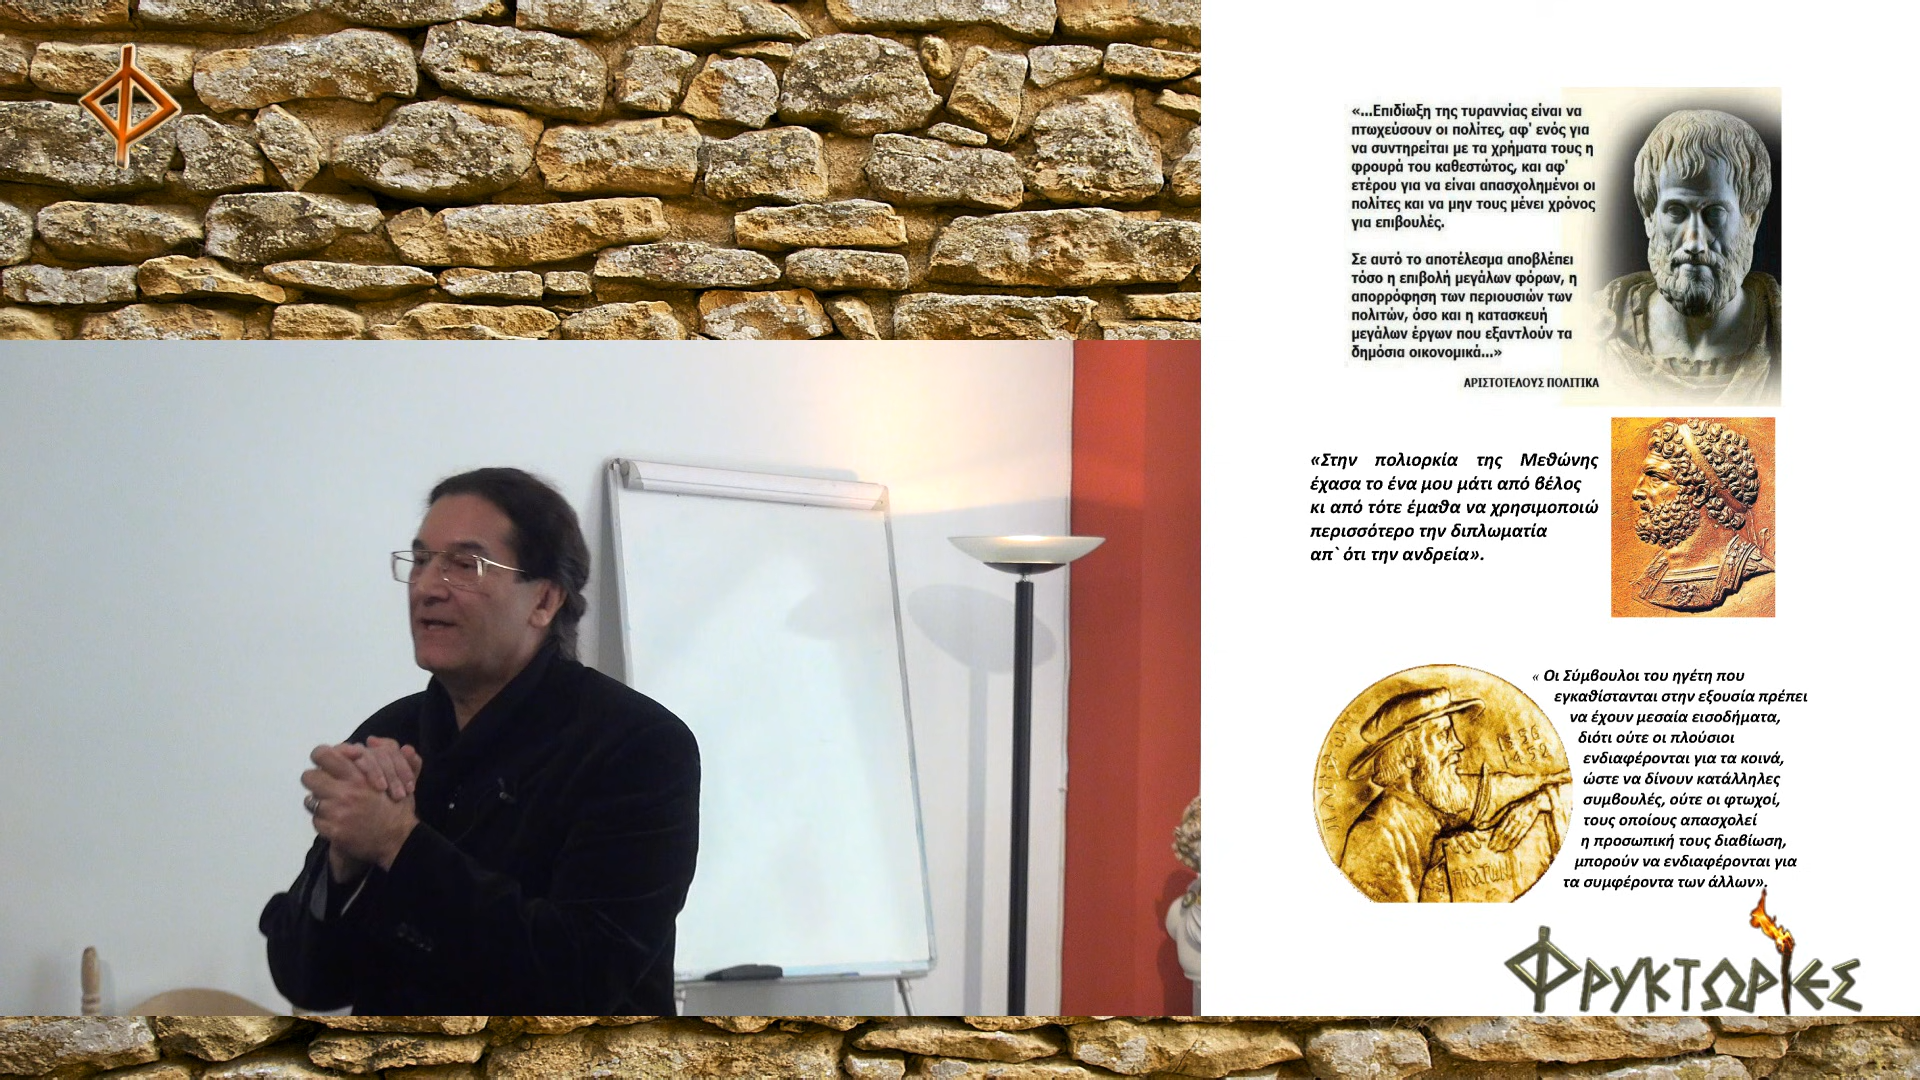 «...Επιδίωξη της τυραννίας είναι να
πτωχεύσουν οι πολίτες, αφ' ενός για
να συντηρείται με τα χρήματα τους η
φρουρά του καθεστώτος, και αφ'
ετέρου για να είναι απασχολημένοι οι
πολίτες και να μην τους μένει χρόνος
για επιβουλές.
Σε αυτό το αποτέλεσμα αποβλέπει
τόσο η επιβολή μεγάλων φόρων, η
απορρόφηση των περιουσιών των
πολιτών, όσο και η κατασκευή
μεγάλων έργων που εξαντλούν τα
δημόσια οικονομικά...»
ΑΡΙΣΤΟΤΕΛΟΥΣ ΠΟΛΙΤΙΚΑ
«Στην πολιορκία της Μεθώνης
έχασα το ένα μου μάτι από βέλος
κι από τότε έμαθα να χρησιμοποιώ
περισσότερο την διπλωματία
απ` ότι την ανδρεία».
« Οι Σύμβουλοι του ηγέτη που
εγκαθίστανται στην εξουσία πρέπει
να έχουν μεσαία εισοδήματα,
διότι ούτε οι πλούσιοι
ενδιαφέρονται για τα κοινά,
ώστε να δίνουν κατάλληλες
συμβουλές, ούτε οι φτωχοί,
τους οποίους απασχολεί
η προσωπική τους διαβίωση,
μπορούν να ενδιαφέρονται για
τα συμφέροντα των άλλων».
ΠΛΑΤΩΝ
ΦΡΥΚΤΩΡΙΕΣ